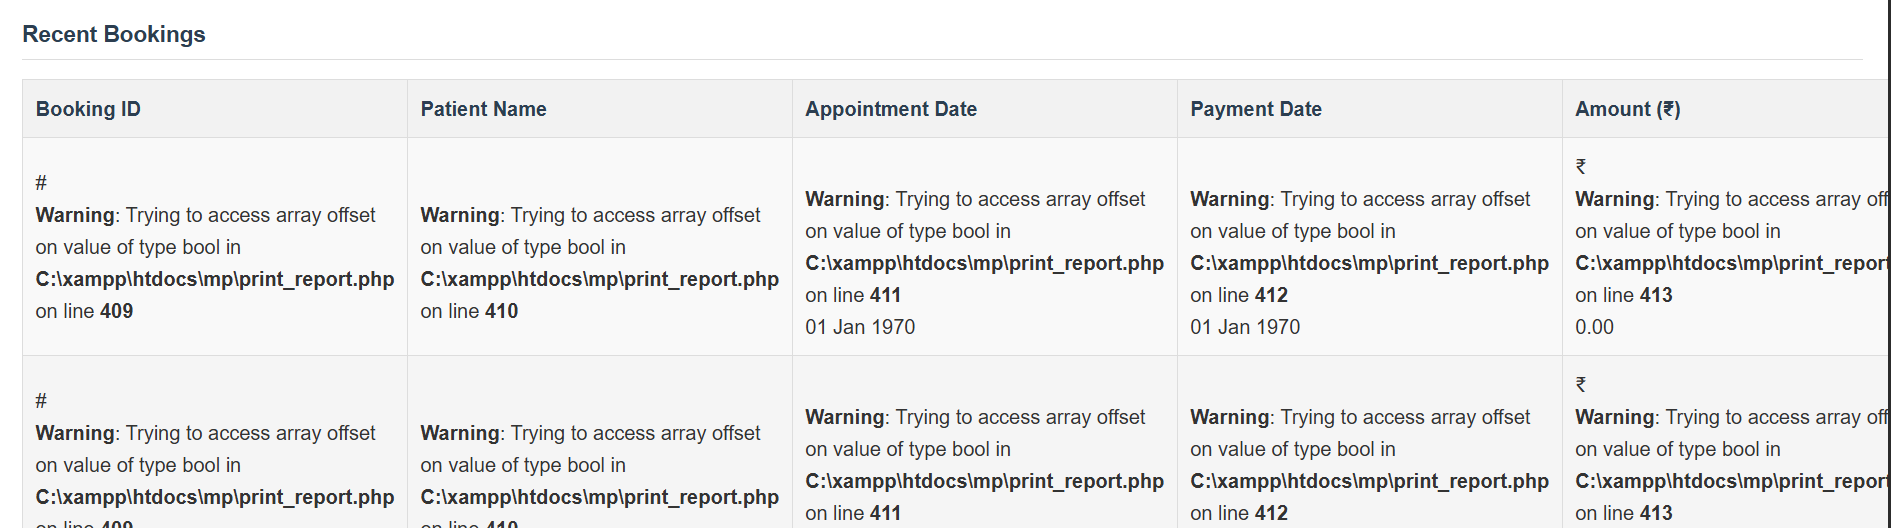 Recent Bookings
Booking ID
Patient Name
Appointment Date
Payment Date
Amount (₹)
#
Warning: Trying to access array offset
on value of type bool in
C:\xampp\htdocs\mp\print_report.php
on line 409
Warning: Trying to access array offset
on value of type bool in
C:\xampp\htdocs\mp\print_report.php
on line 410
Warning: Trying to access array offset
on value of type bool in
C:\xampp\htdocs\mp\print_report.php
on line 411
01 Jan 1970
Warning: Trying to access array offset
on value of type bool in
C:\xampp\htdocs\mp\print_report.php
on line 412
01 Jan 1970
₹
Warning: Trying to access array off
on value of type bool in
C:\xampp\htdocs\mp\print_report
on line 413
0.00
#
Warning: Trying to access array offset
on value of type bool in
C:\xampp\htdocs\mp\print_report.php
on line 409
Warning: Trying to access array offset
on value of type bool in
C:\xampp\htdocs\mp\print_report.php
on line 410
Warning: Trying to access array offset
on value of type bool in
C:\xampp\htdocs\mp\print_report.php
on line 411
Warning: Trying to access array offset
on value of type bool in
C:\xampp\htdocs\mp\print_report.php
on line 412
₹
Warning: Trying to access array off
on value of type bool in
C:\xampp\htdocs\mp\print_report
on line 413